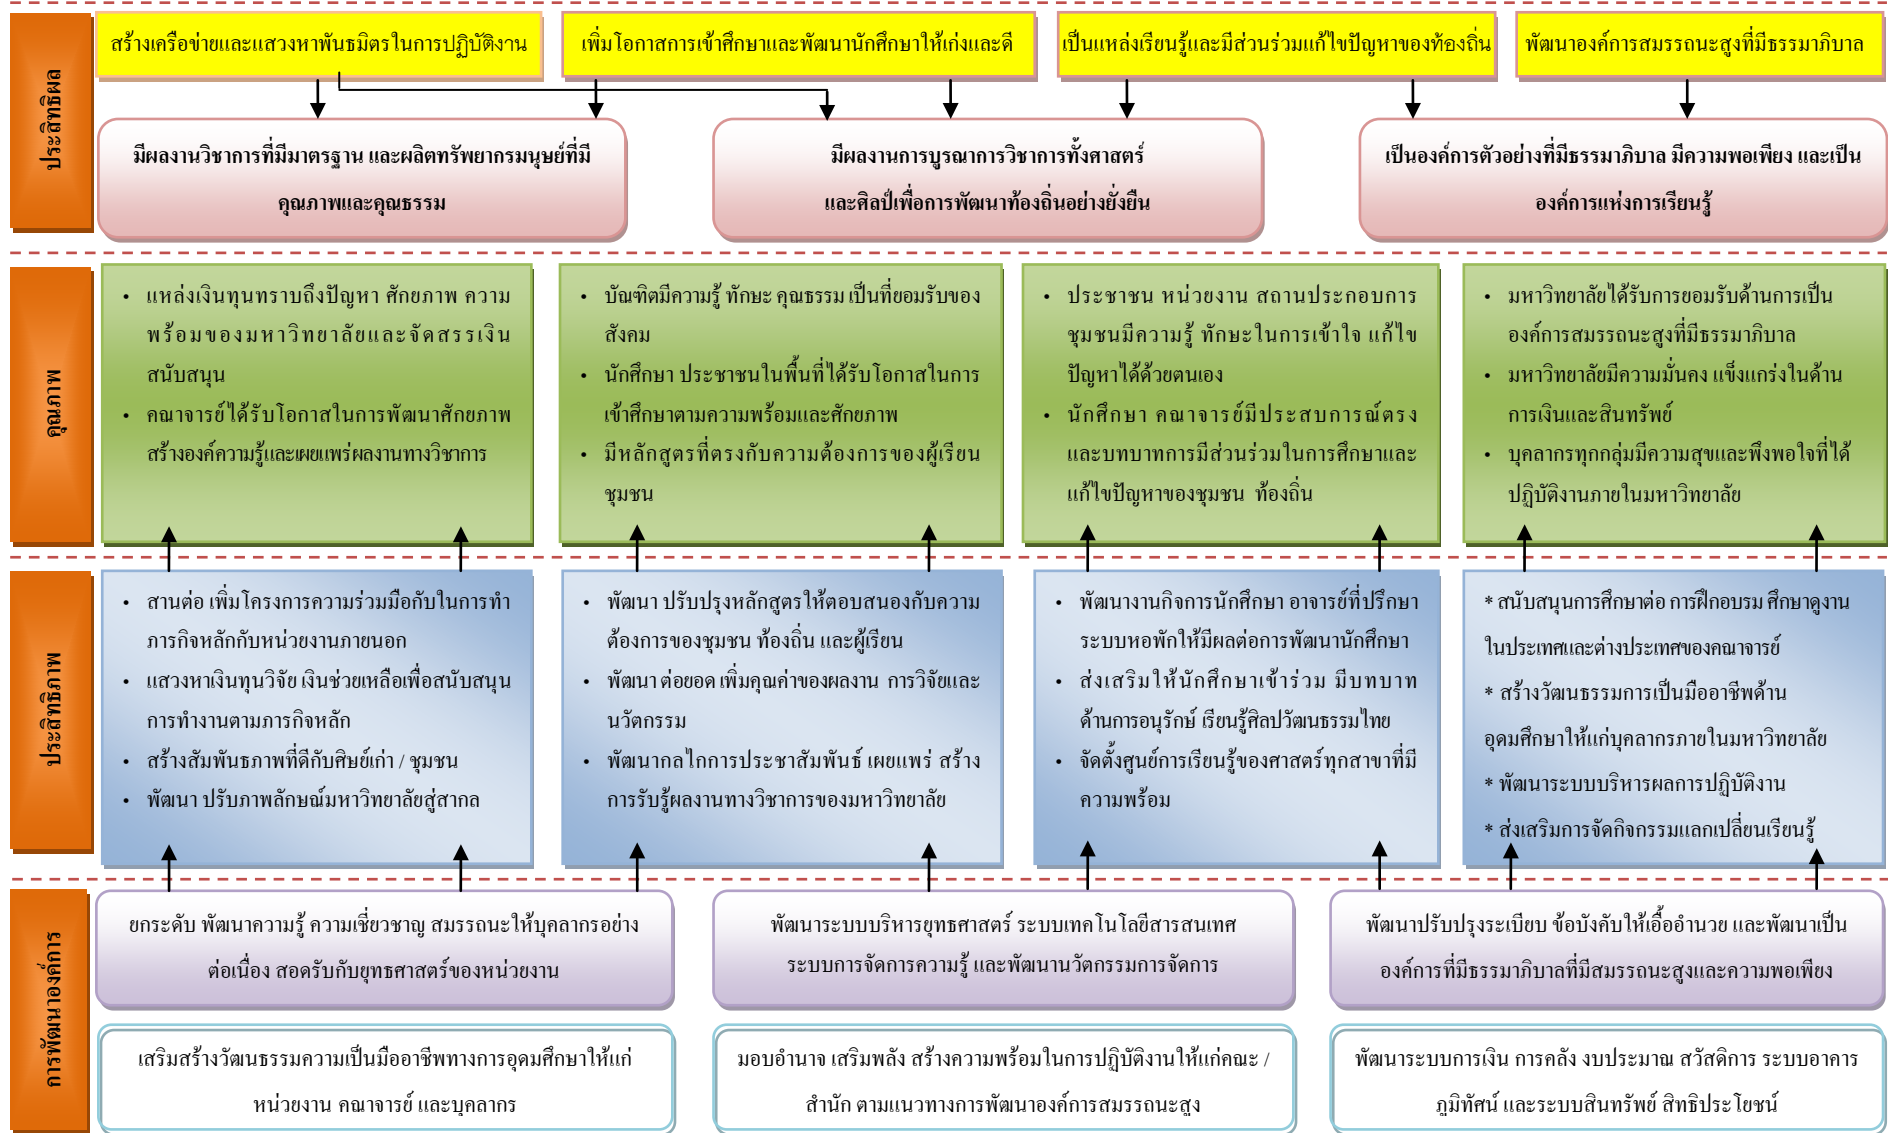 ประสิทธิผล
สร้างเครือข่ายและแสวงหาพันธมิตรในการปฏิบัติงาน
เพิ่มโอกาสการเข้าศึกษาและพัฒนานักศึกษาให้เก่งและดี
เป็นแหล่งเรียนรู้และมีส่วนร่วมแก้ไขปัญหาของท้องถิ่น
พัฒนาองค์การสมรรถนะสูงที่มีธรรมาภิบาล
มีผลงานวิชาการที่มีมาตรฐาน และผลิตทรัพยากรมนุษย์ที่มี
คุณภาพและคุณธรรม
มีผลงานการบูรณาการวิชาการทั้งศาสตร์
และศิลป์เพื่อการพัฒนาท้องถิ่นอย่างยั่งยืน
เป็นองค์การตัวอย่างที่มีธรรมาภิบาล มีความพอเพียง และเป็น
องค์การแห่งการเรียนรู้
คุณภาพ
• แหล่งเงินทุนทราบถึงปัญหา ศักยภาพ ความ
พร้อมของมหาวิทยาลัยและจัดสรรเงิน
สนับสนุน
• คณาจารย์ได้รับโอกาสในการพัฒนาศักยภาพ
สร้างองค์ความรู้และเผยแพร่ผลงานทางวิชาการ
• บัณฑิตมีความรู้ ทักษะ คุณธรรม เป็นที่ยอมรับของ
สังคม
• นักศึกษา ประชาชนในพื้นที่ได้รับโอกาสในการ
เข้าศึกษาตามความพร้อมและศักยภาพ
• มีหลักสูตรที่ตรงกับความต้องการของผู้เรียน
ชุมชน
• ประชาชน หน่วยงาน สถานประกอบการ
ชุมชนมีความรู้ ทักษะในการเข้าใจ แก้ไข
ปัญหาได้ด้วยตนเอง
• นักศึกษา คณาจารย์มีประสบการณ์ตรง
และบทบาทการมีส่วนร่วมในการศึกษาและ
แก้ไขปัญหาของชุมชน ท้องถิ่น
• มหาวิทยาลัยได้รับการยอมรับด้านการเป็น
องค์การสมรรถนะสูงที่มีธรรมาภิบาล
• มหาวิทยาลัยมีความมั่นคง แข็งแกร่งในด้าน
การเงินและสินทรัพย์
• บุคลากรทุกกลุ่มมีความสุขและพึงพอใจที่ได้
ปฏิบัติงานภายในมหาวิทยาลัย
ประสิทธิภาพ
• สานต่อ เพิ่มโครงการความร่วมมือกับในการทำ
ภารกิจหลักกับหน่วยงานภายนอก
• แสวงหาเงินทุนวิจัย เงินช่วยเหลือเพื่อสนับสนุน
การทำงานตามภารกิจหลัก
• สร้างสัมพันธภาพที่ดีกับศิษย์เก่า / ชุมชน
• พัฒนา ปรับภาพลักษณ์มหาวิทยาลัยสู่สากล
• พัฒนา ปรับปรุงหลักสูตรให้ตอบสนองกับความ
ต้องการของชุมชน ท้องถิ่น และผู้เรียน
• พัฒนา ต่อยอด เพิ่มคุณค่าของผลงาน การวิจัยและ
นวัตกรรม
• พัฒนากลไกการประชาสัมพันธ์ เผยแพร่ สร้าง
การรับรู้ผลงานทางวิชาการของมหาวิทยาลัย
• พัฒนางานกิจการนักศึกษา อาจารย์ที่ปรึกษา
ระบบหอพักให้มีผลต่อการพัฒนานักศึกษา
• ส่งเสริมให้นักศึกษาเข้าร่วม มีบทบาท
ด้านการอนุรักษ์ เรียนรู้ศิลปวัฒนธรรมไทย
• จัดตั้งศูนย์การเรียนรู้ของศาสตร์ทุกสาขาที่มี
ความพร้อม
* สนับสนุนการศึกษาต่อ การฝึกอบรม ศึกษาดูงาน
ในประเทศและต่างประเทศของคณาจารย์
* สร้างวัฒนธรรมการเป็นมืออาชีพด้าน
อุดมศึกษาให้แก่บุคลากรภายในมหาวิทยาลัย
* พัฒนาระบบบริหารผลการปฏิบัติงาน
* ส่งเสริมการจัดกิจกรรมแลกเปลี่ยนเรียนรู้
การพัฒนาองค์การ
ยกระดับ พัฒนาความรู้ ความเชี่ยวชาญ สมรรถนะให้บุคลากรอย่าง
ต่อเนื่อง สอดรับกับยุทธศาสตร์ของหน่วยงาน
พัฒนาระบบบริหารยุทธศาสตร์ ระบบเทคโนโลยีสารสนเทศ
ระบบการจัดการความรู้ และพัฒนานวัตกรรมการจัดการ
พัฒนาปรับปรุงระเบียบ ข้อบังคับให้เอื้ออำนวย และพัฒนาเป็น
องค์การที่มีธรรมาภิบาลที่มีสมรรถนะสูงและความพอเพียง
เสริมสร้างวัฒนธรรมความเป็นมืออาชีพทางการอุดมศึกษาให้แก่
หน่วยงาน คณาจารย์ และบุคลากร
มอบอำนาจ เสริมพลัง สร้างความพร้อมในการปฏิบัติงานให้แก่คณะ /
สำนัก ตามแนวทางการพัฒนาองค์การสมรรถนะสูง
พัฒนาระบบการเงิน การคลัง งบประมาณ สวัสดิการ ระบบอาคาร
ภูมิทัศน์ และระบบสินทรัพย์ สิทธิประโยชน์